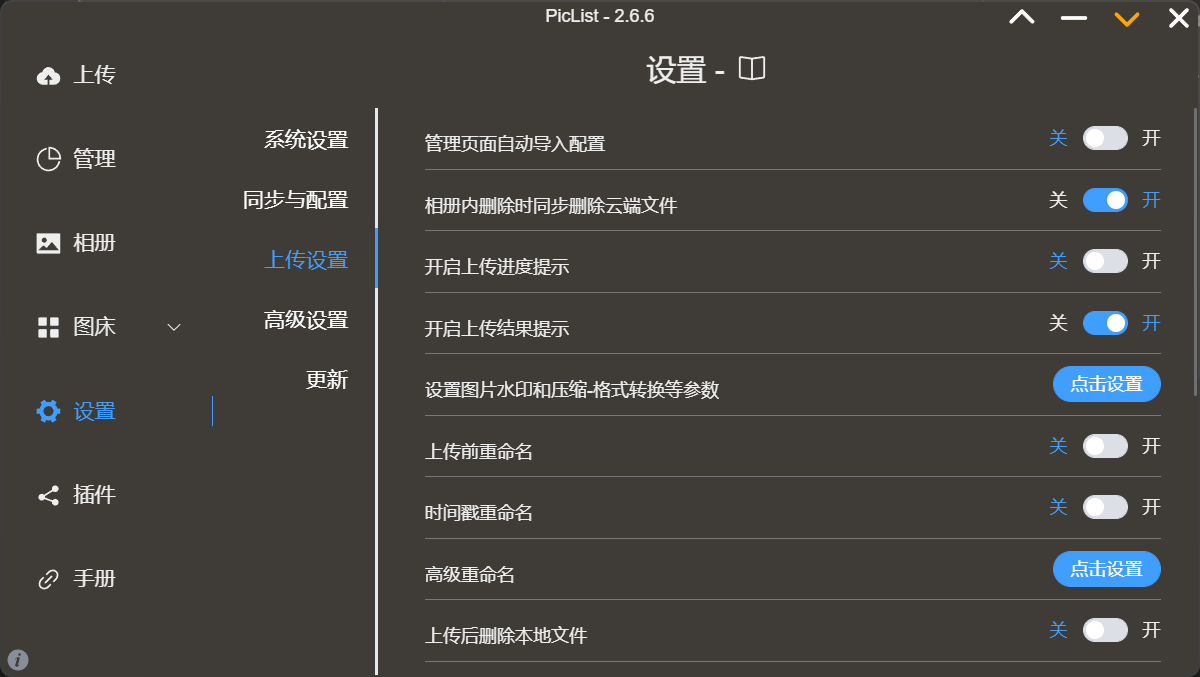 PicList - 2.6.6
设置 -
上传
管理
相册
图床
设置
插件
手册
系统设置
同步与配置
上传设置
高级设置
更新
管理页面自动导入配置 关 开
相册内删除时同步删除云端文件 关 开
开启上传进度提示 关 开
开启上传结果提示 关 开
设置图片水印和压缩-格式转换等参数 点击设置
上传前重命名 关 开
时间戳重命名 关 开
高级重命名 点击设置
上传后删除本地文件 关 开